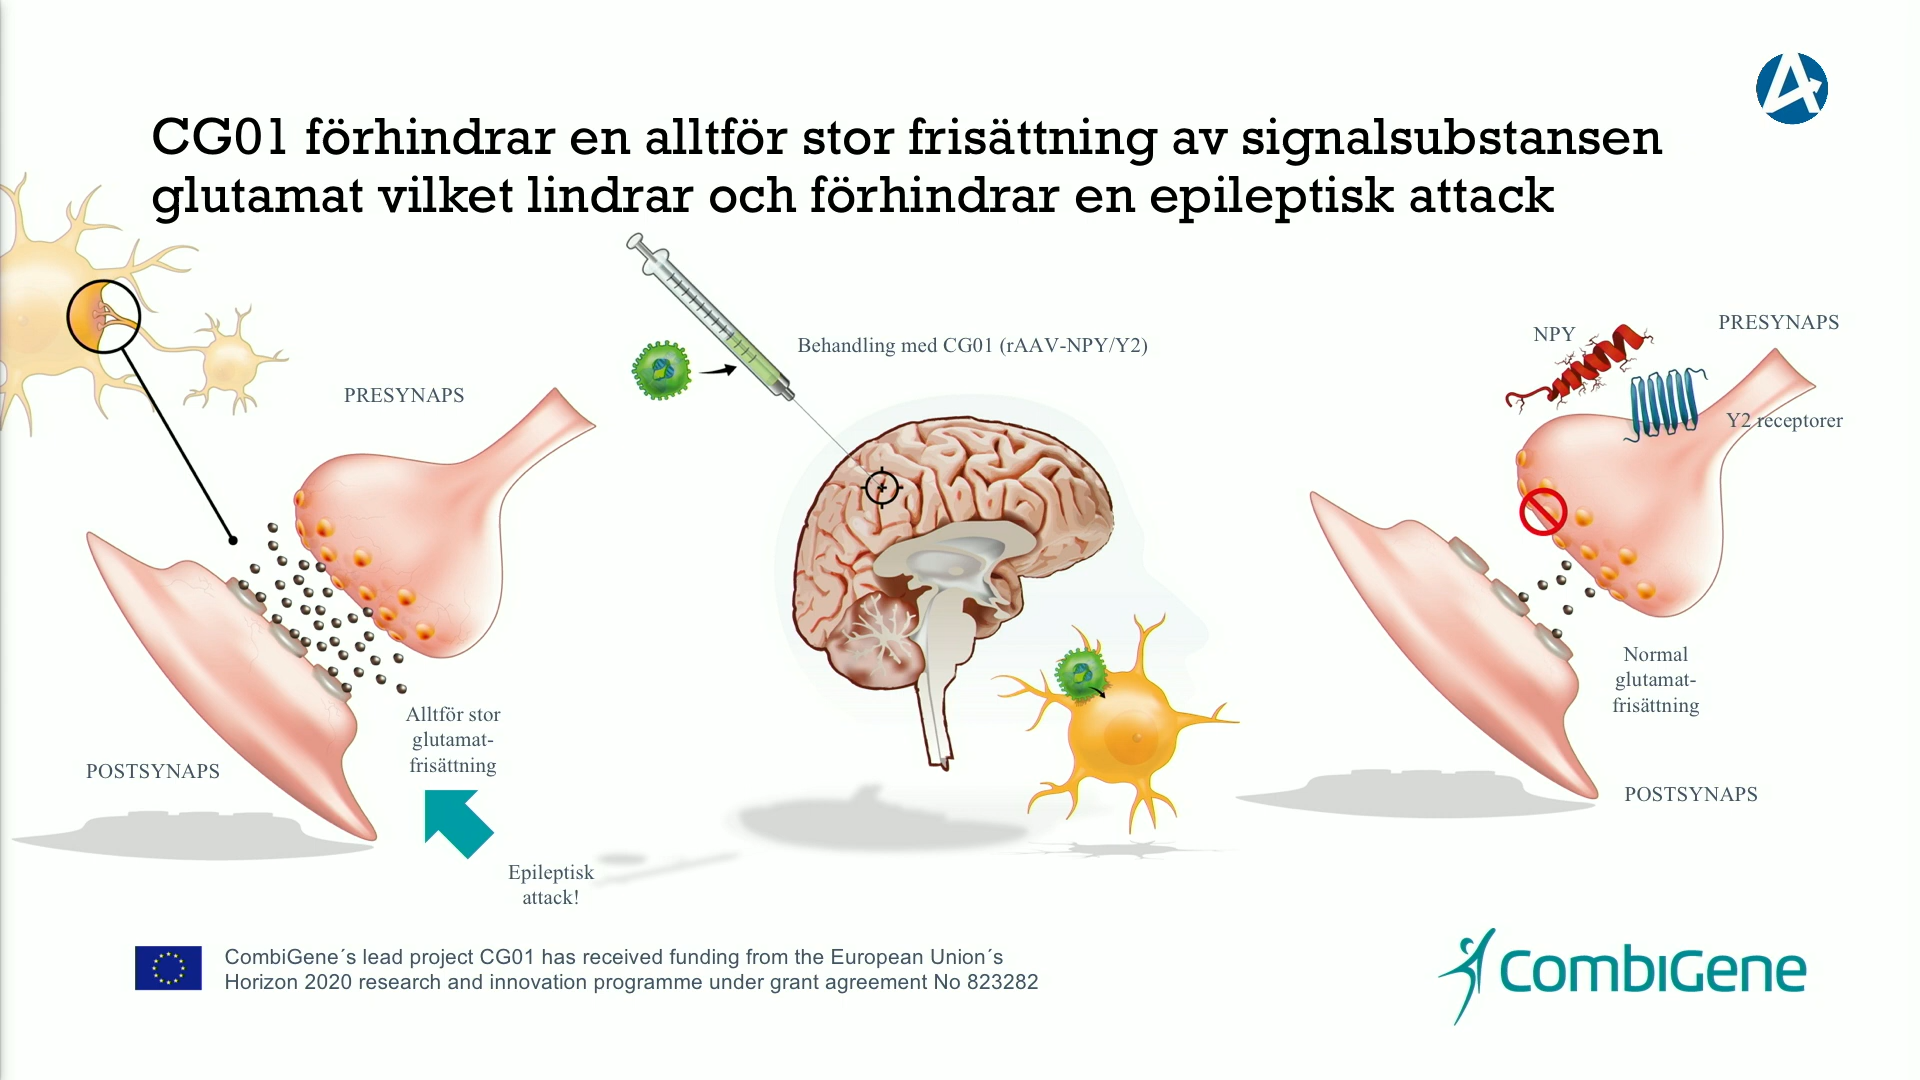 CG01 förhindrar en alltför stor frisättning av signalsubstansen
glutamat vilket lindrar och förhindrar en epileptisk attack
PRESYNAPS
POSTSYNAPS
Alltför stor
glutamat-
frisättning
Epileptisk
attack!
Behandling med CG01 (rAAV-NPY/Y2)
NPY
PRESYNAPS
Y2 receptorer
Normal
glutamat-
frisättning
POSTSYNAPS
CombiGene´s lead project CG01 has received funding from the European Union´s
Horizon 2020 research and innovation programme under grant agreement No 823282
CombiGene